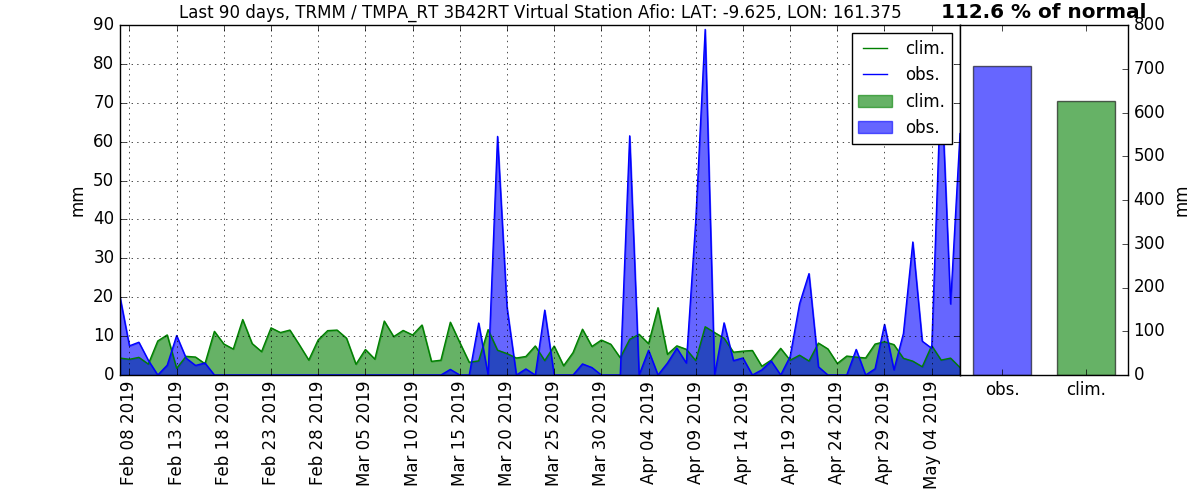 Last 90 days, TRMM / TMPA_RT 3B42RT Virtual Station Afio: LAT: -9.625, LON: 161.375
112.6 % of normal
90
80
70
60
50
40
30
20
10
0
mm
clim.
obs.
clim.
obs.
800
700
600
500
400
300
200
100
0
mm
obs.
clim.
Feb 08 2019
Feb 13 2019
Feb 18 2019
Feb 23 2019
Feb 28 2019
Mar 05 2019
Mar 10 2019
Mar 15 2019
Mar 20 2019
Mar 25 2019
Mar 30 2019
Apr 04 2019
Apr 09 2019
Apr 14 2019
Apr 19 2019
Apr 24 2019
Apr 29 2019
May 04 2019